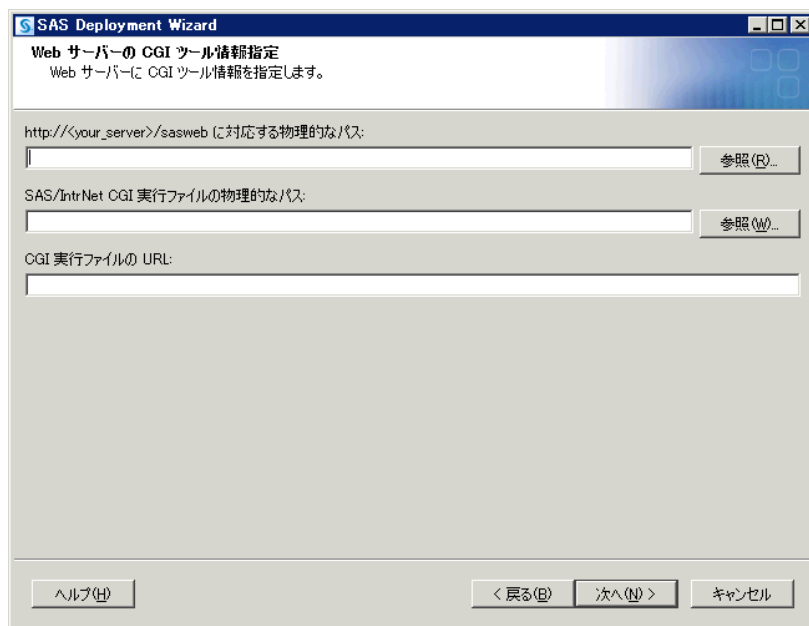 SAS Deployment Wizard
Web サーバーの CGI ツール情報指定
Web サーバーに CGI ツール情報を指定します。
http://<your_server>/sasweb に対応する物理的なパス:
参照(R)...
SAS/IntrNet CGI 実行ファイルの物理的なパス:
参照(W)...
CGI 実行ファイルの URL:
ヘルプ(H)
< 戻る(B)
次へ(N) >
キャンセル